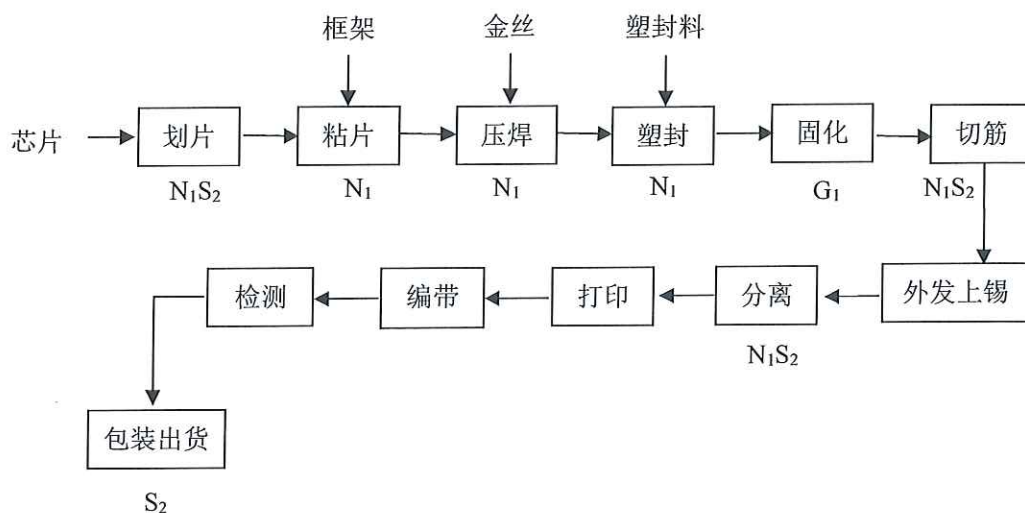 框架 金丝 塑封料
芯片 划片 粘片 压焊 塑封 固化 切筋
N₁S₂ N₁ N₁ N₁ G₁ N₁S₂
检测 编带 打印 分离 外发上锡
N₁S₂
包装出货
S₂